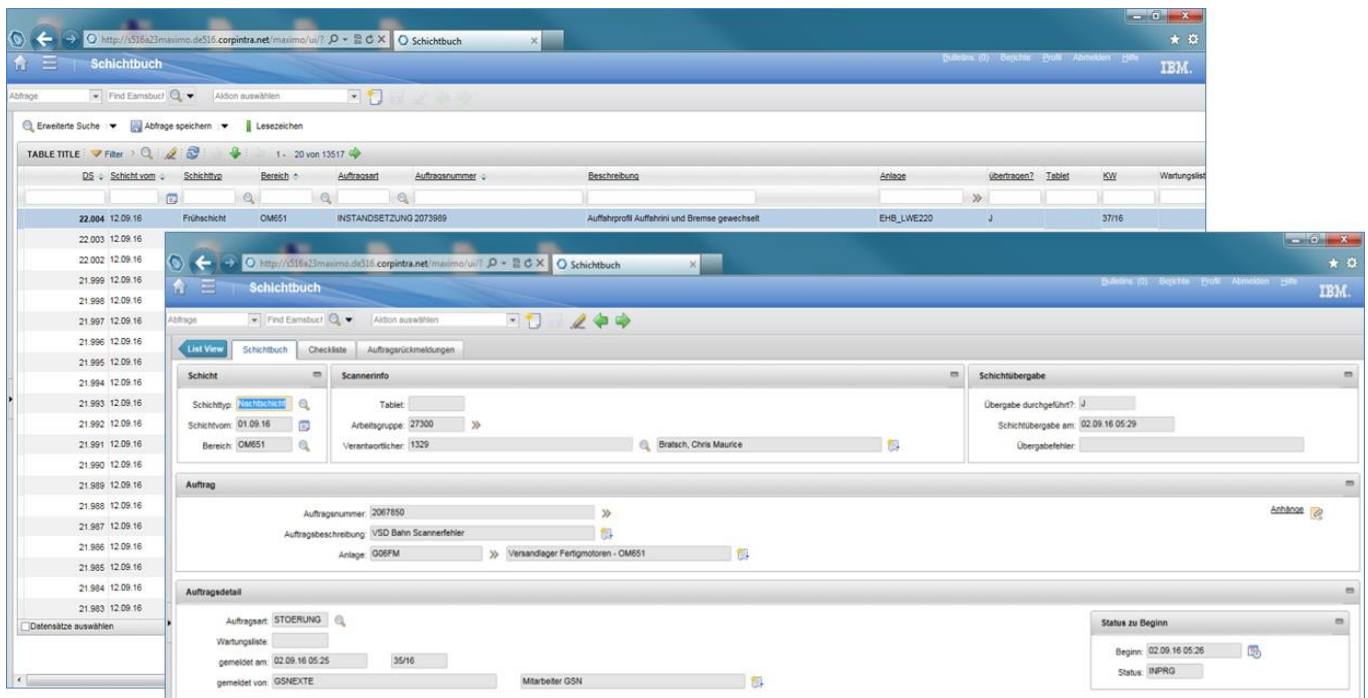 http://s516a23maximo.de516.corpintra.net/maximo/ui/? Schichtbuch
Schichtbuch
Bulletins: (0) Berichte Profil Abmelden Hilfe
IBM.
Abfrage Find Eamsbuch Aktion auswählen
Erweiterte Suche Abfrage speichern Lesezeichen
TABLE TITLE Filter 1 - 20 von 13517
DS Schicht vom Schichttyp Bereich Auftragsart Auftragsnummer Beschreibung Anlage übertragen? Tablet KW Wartungslist
22.004 12.09.16 Frühschicht OM651 INSTANDSETZUNG 2073989 Auffahrprofil Auffahrini und Bremse gewechselt EHB_LWE220 J 37/16
22.003 12.09.16
22.002 12.09.16
21.999 12.09.16
21.998 12.09.16
21.997 12.09.16
21.996 12.09.16
21.995 12.09.16
21.994 12.09.16
21.993 12.09.16
21.992 12.09.16
21.991 12.09.16
21.990 12.09.16
21.989 12.09.16
21.988 12.09.16
21.987 12.09.16
21.986 12.09.16
21.985 12.09.16
21.984 12.09.16
21.983 12.09.16
Datensätze auswählen
http://s516a23maximo.de516.corpintra.net/maximo/ui/? Schichtbuch
Schichtbuch
Bulletins: (0) Berichte Profil Abmelden Hilfe
IBM.
Abfrage Find Eamsbuch Aktion auswählen
List View Schichtbuch Checkliste Auftragsrückmeldungen
Schicht Scannerinfo Schichtübergabe
Schichttyp: Nachtschicht Tablet: Übergabe durchgeführt?: J
Schichtvom: 01.09.16 Arbeitsgruppe: 27300 Schichtübergabe am: 02.09.16 05:29
Bereich: OM651 Verantwortlicher: 1329 Bratsch, Chris Maurice Übergabefehler:
Auftrag
Auftragsnummer: 2067850 Anhänge
Auftragsbeschreibung: VSD Bahn Scannerfehler
Anlage: G06FM Versandlager Fertigmotoren - OM651
Auftragsdetail
Auftragsart: STOERUNG Status zu Beginn
Wartungsliste:
Beginn: 02.09.16 05:26
gemeldet am: 02.09.16 05:25 35/16
Status: INPRG
gemeldet von: GSNEXTE Mitarbeiter GSN